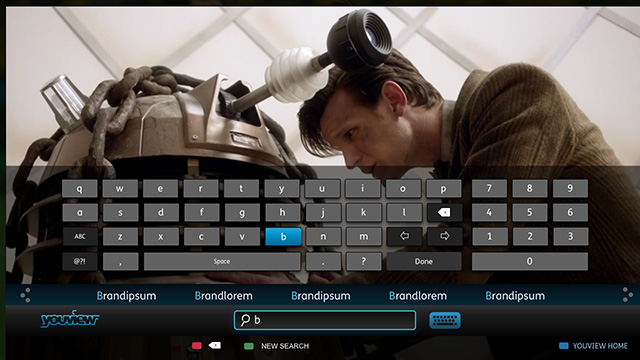 q w e r t y u i o p 7 8 9
a s d f g h j k l x 4 5 6
ABC z x c v b n m 1 2 3
@?! , Space . ? Done 0
Brandipsum Brandlorem Brandipsum Brandlorem Brandipsum
youview b
x NEW SEARCH YOUVIEW HOME